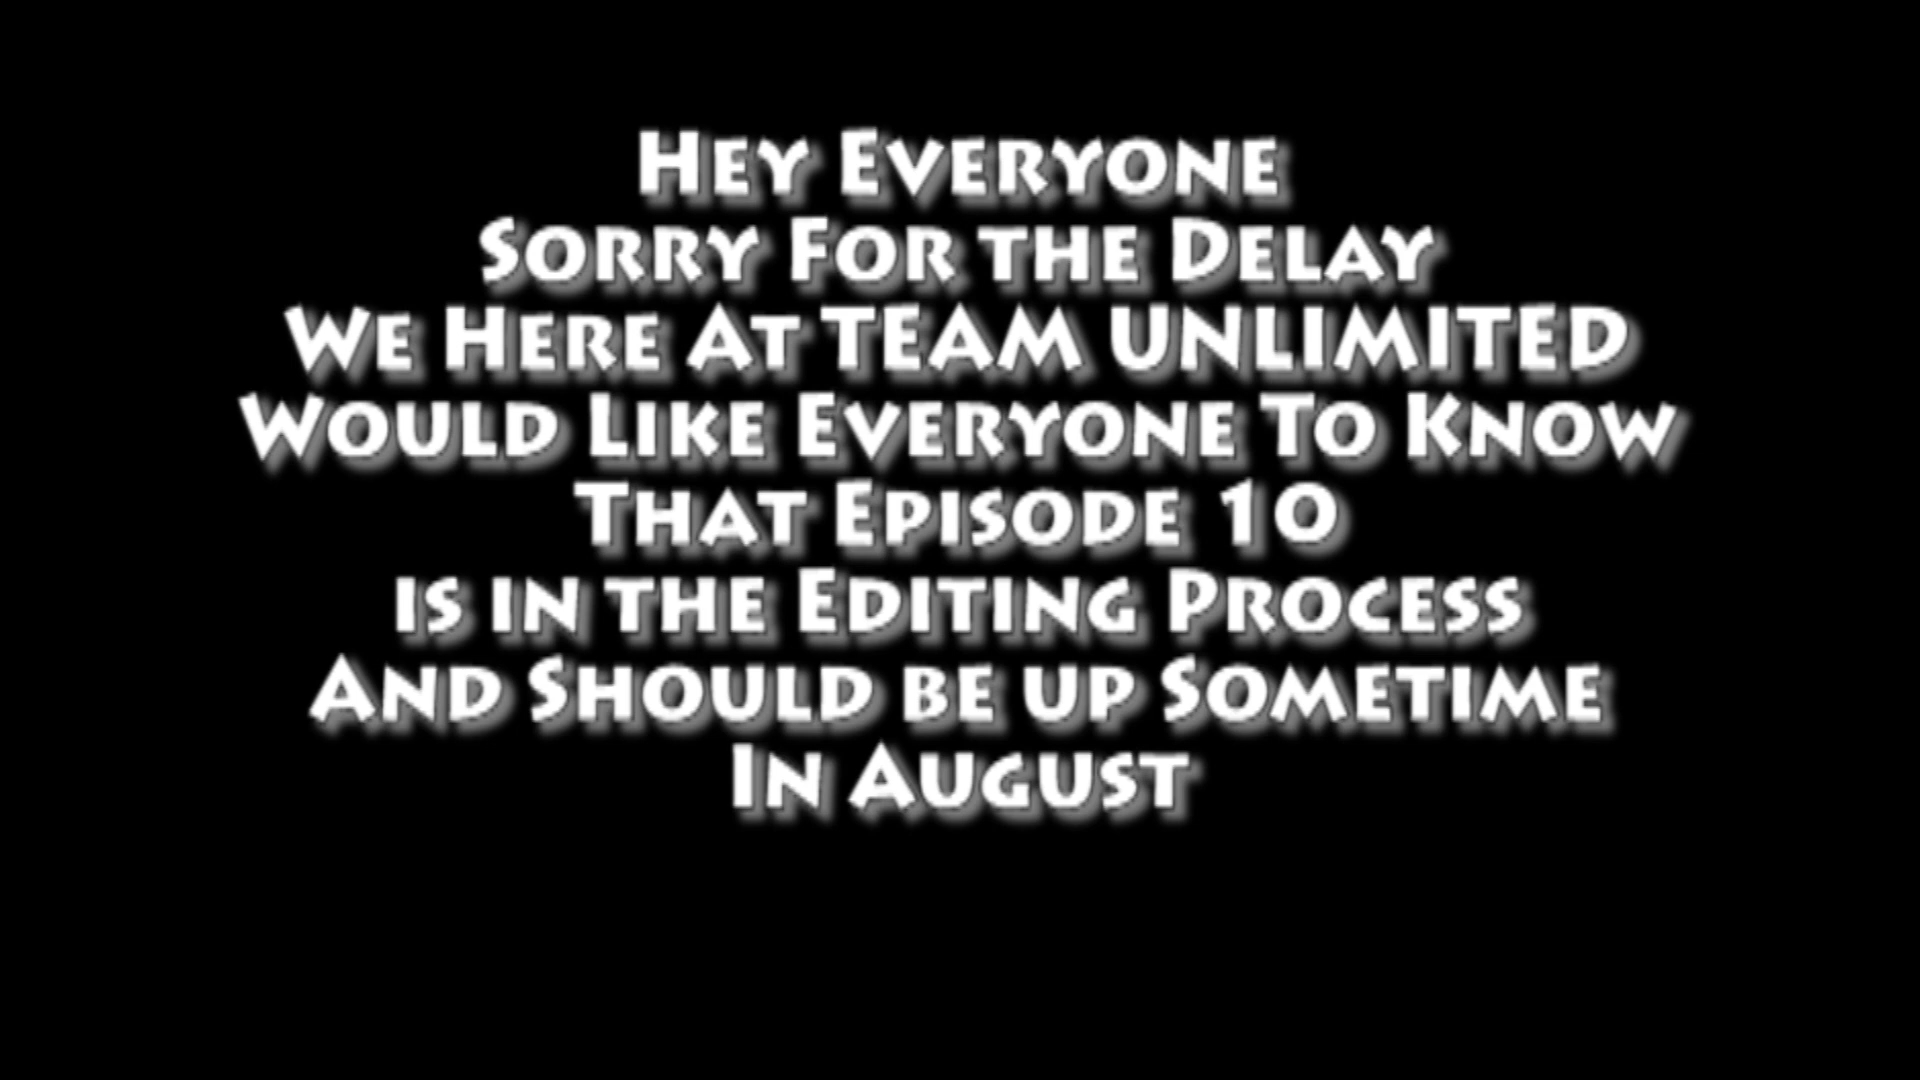 Hey Everyone
Sorry For the Delay
We Here At TEAM UNLIMITED
Would Like Everyone To Know
That Episode 10
is in the Editing Process
And Should be up Sometime
In August